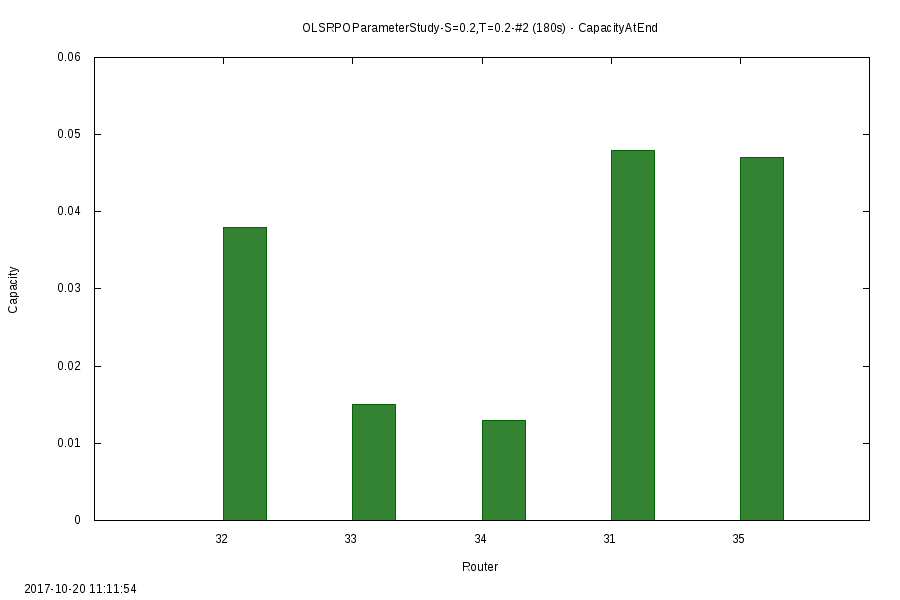 OLSRPOParameterStudy-S=0.2,T=0.2-#2 (180s) - CapacityAtEnd
0.06
0.05
0.04
0.03
0.02
0.01
0
Capacity
32 33 34 31 35
Router
2017-10-20 11:11:54